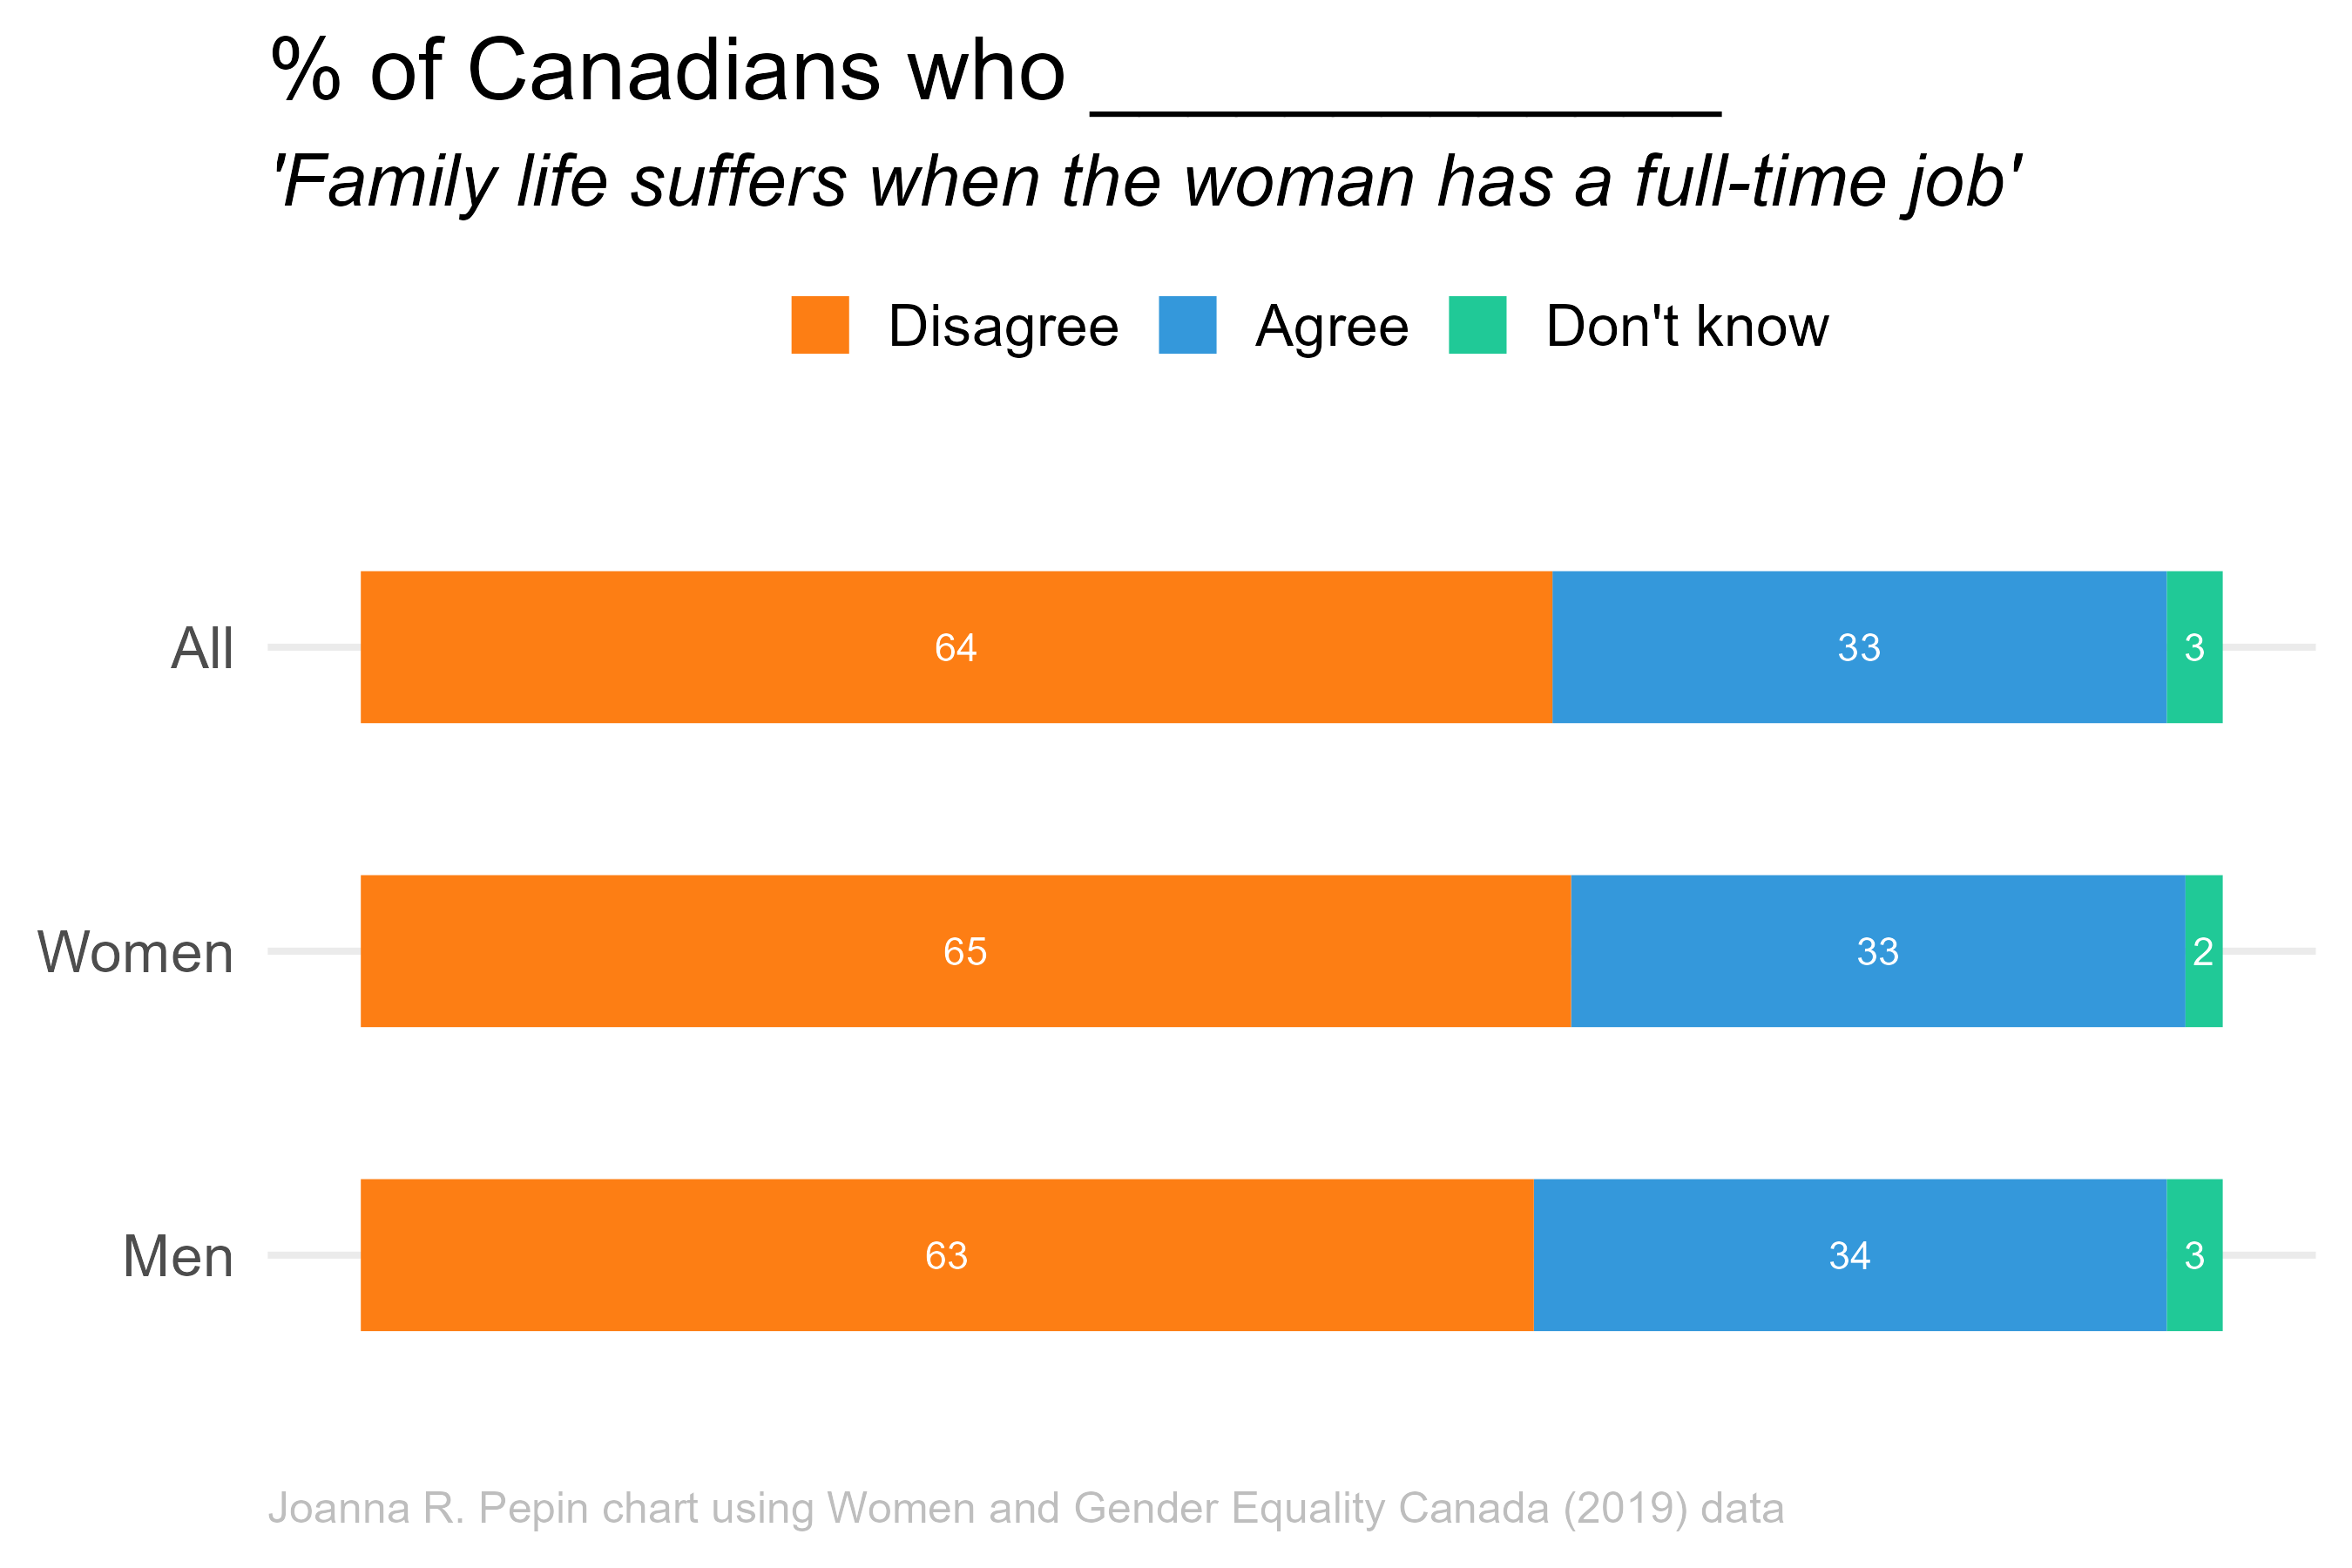 % of Canadians who _____________
'Family life suffers when the woman has a full-time job'
Disagree Agree Don't know
All 64 33 3
Women 65 33 2
Men 63 34 3
Joanna R. Pepin chart using Women and Gender Equality Canada (2019) data